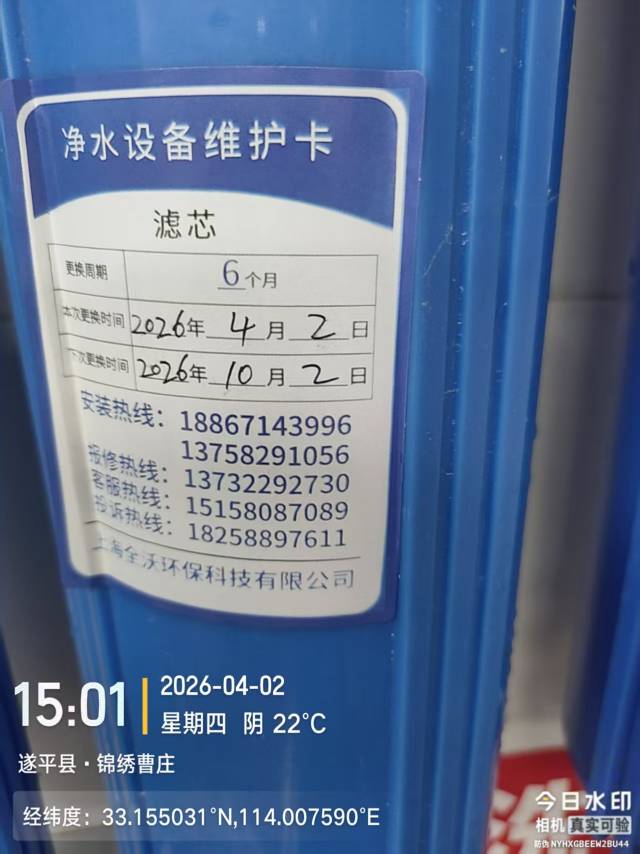 净水设备维护卡
滤芯
更换周期 6个月
本次更换时间 2026年 4月 2日
下次更换时间 2026年 10月 2日
安装热线：18867143996
13758291056
报修热线：13732292730
客服热线：15158087089
投诉热线：18258897611
上海全沃环保科技有限公司
15:01
2026-04-02
星期四 阴 22°C
遂平县·锦绣曹庄
经纬度：33.155031°N,114.007590°E
今日水印
相机 真实可验
防伪 NYHXGBEEW2BU44